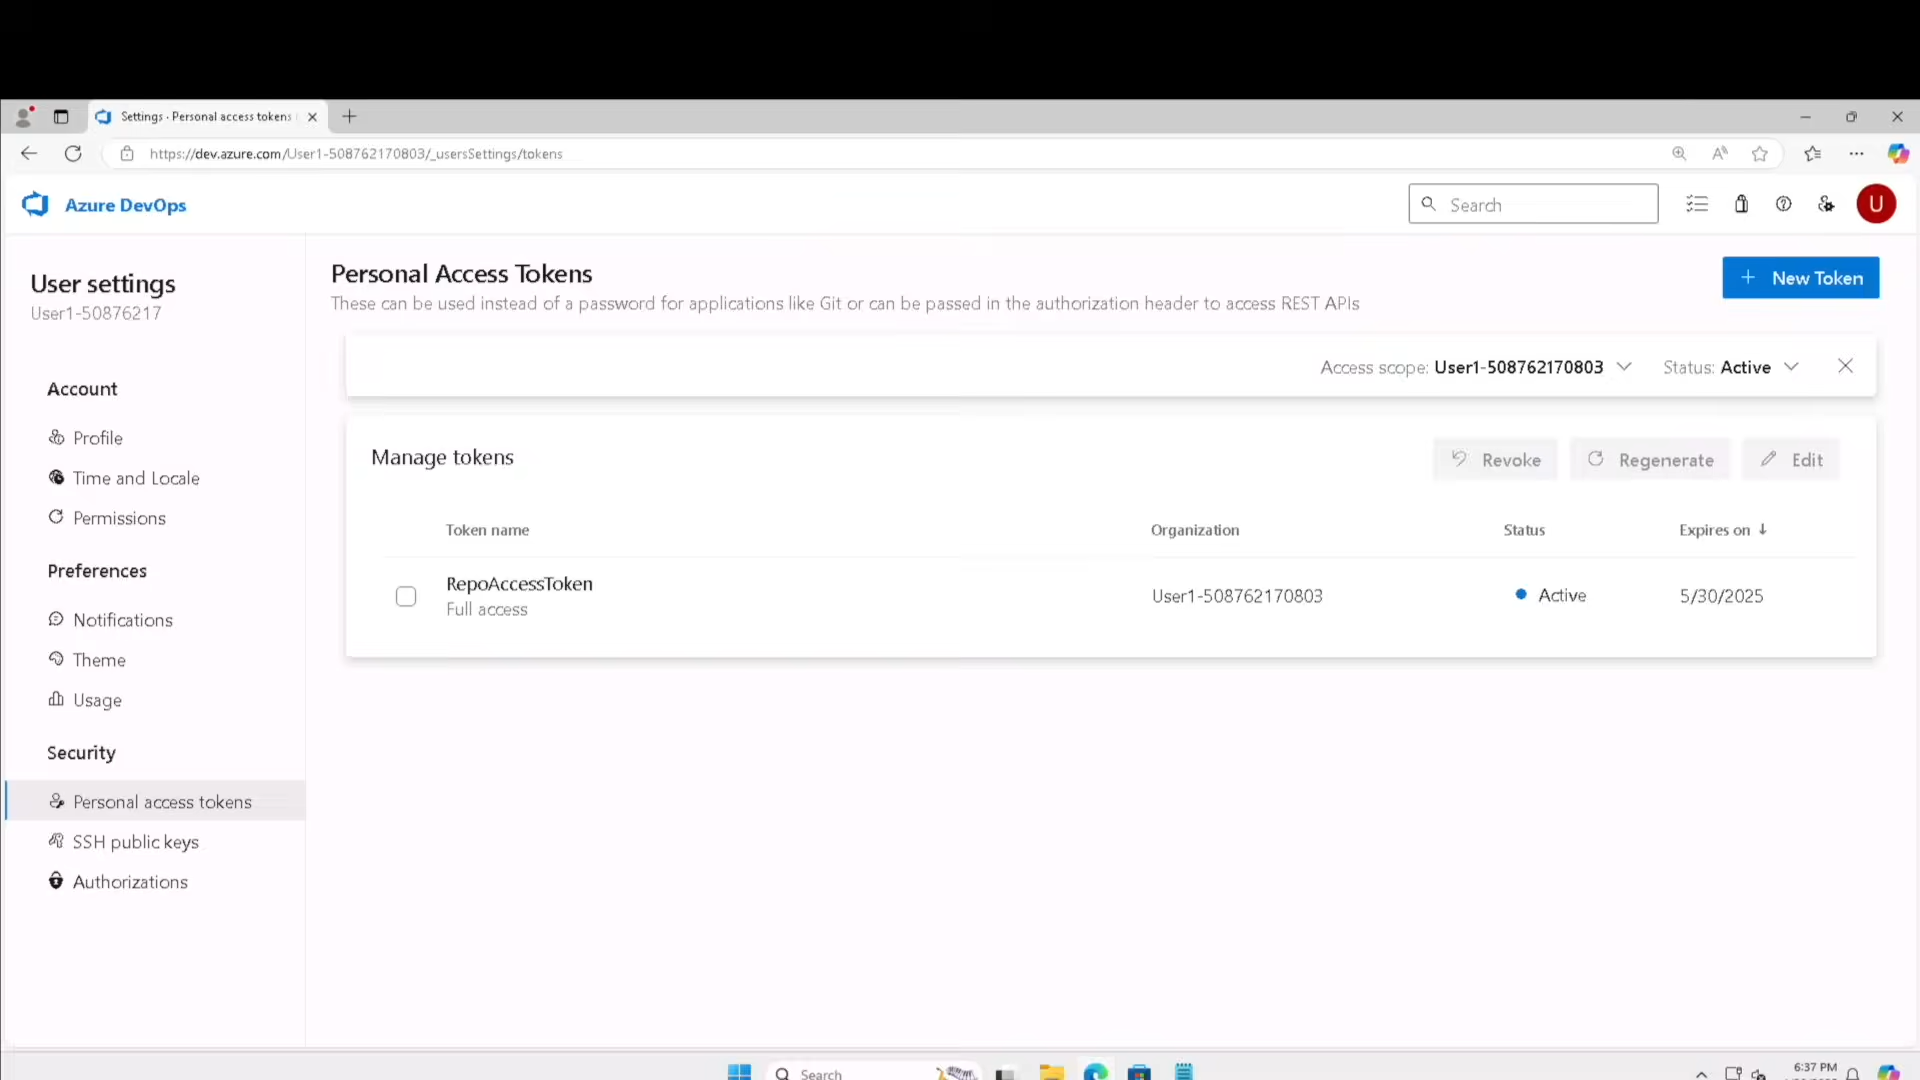 Settings - Personal access tokens
https://dev.azure.com/User1-508762170803/_usersSettings/tokens
Azure DevOps
Search
U
User settings
User1-50876217
Account
Profile
Time and Locale
Permissions
Preferences
Notifications
Theme
Usage
Security
Personal access tokens
SSH public keys
Authorizations
Personal Access Tokens
These can be used instead of a password for applications like Git or can be passed in the authorization header to access REST APIs
New Token
Access scope: User1-508762170803
Status: Active
Manage tokens
Revoke
Regenerate
Edit
Token name
Organization
Status
Expires on
RepoAccessToken
Full access
User1-508762170803
Active
5/30/2025
Search
6:37 PM